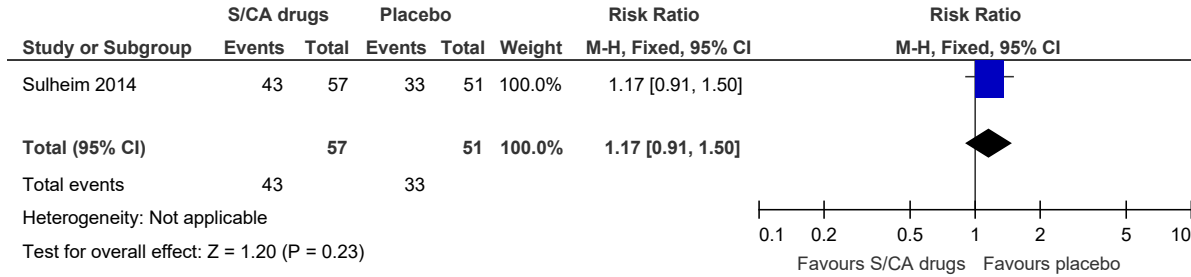 S/CA drugs Placebo Risk Ratio Risk Ratio
Study or Subgroup Events Total Events Total Weight M-H, Fixed, 95% CI M-H, Fixed, 95% CI
Sulheim 2014 43 57 33 51 100.0% 1.17 [0.91, 1.50]
Total (95% CI) 57 51 100.0% 1.17 [0.91, 1.50]
Total events 43 33
Heterogeneity: Not applicable
Test for overall effect: Z = 1.20 (P = 0.23)
0.1 0.2 0.5 1 2 5 10
Favours S/CA drugs Favours placebo